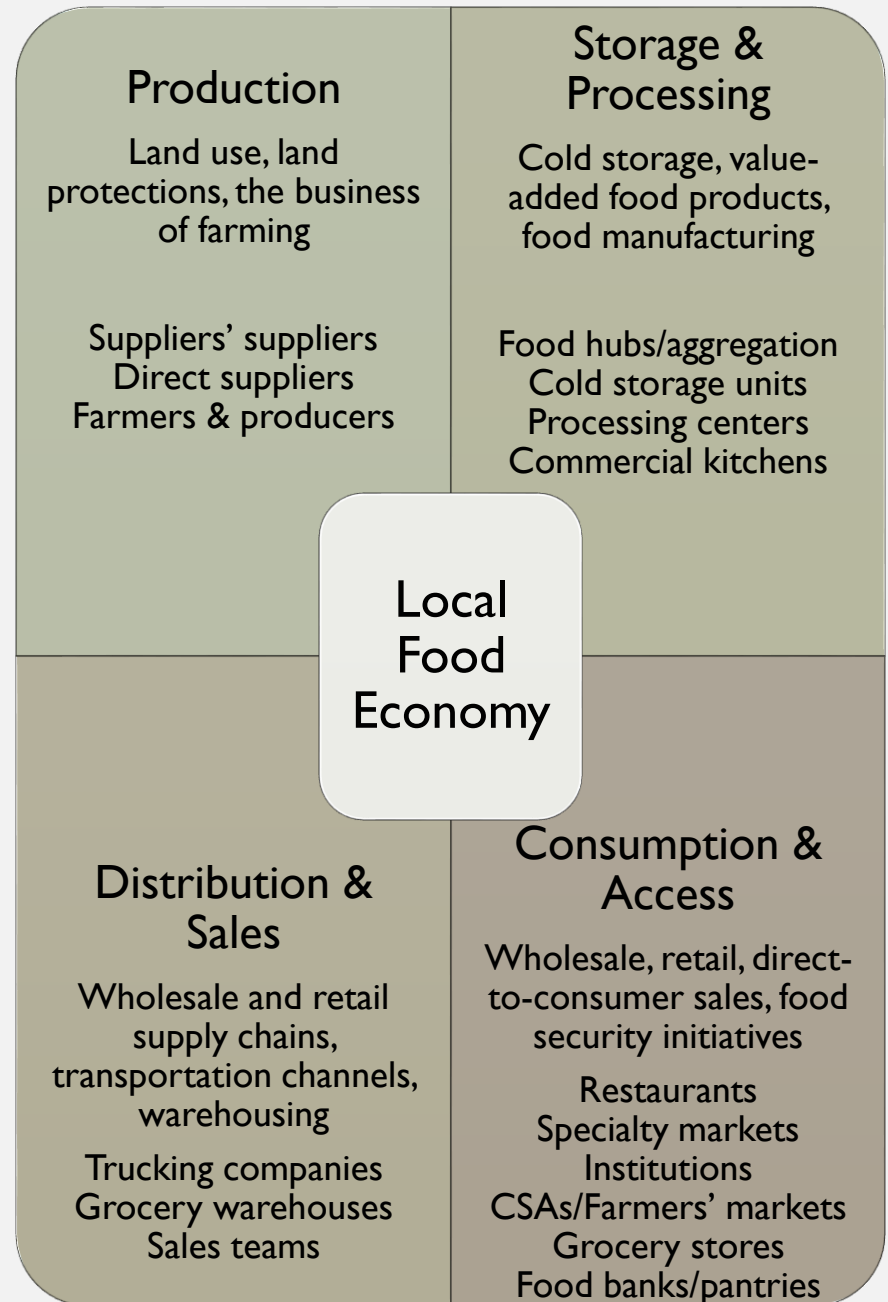 Production
Land use, land
protections, the business
of farming
Suppliers’ suppliers
Direct suppliers
Farmers & producers
Storage &
Processing
Cold storage, value-
added food products,
food manufacturing
Food hubs/aggregation
Cold storage units
Processing centers
Commercial kitchens
Local
Food
Economy
Distribution &
Sales
Wholesale and retail
supply chains,
transportation channels,
warehousing
Trucking companies
Grocery warehouses
Sales teams
Consumption &
Access
Wholesale, retail, direct-
to-consumer sales, food
security initiatives
Restaurants
Specialty markets
Institutions
CSAs/Farmers’ markets
Grocery stores
Food banks/pantries